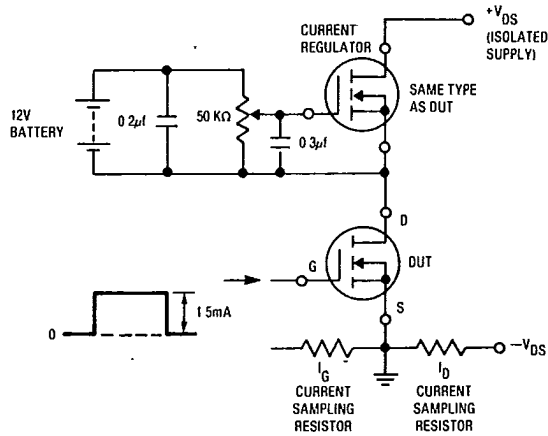 +VDS
(ISOLATED
SUPPLY)
CURRENT
REGULATOR
SAME TYPE
AS DUT
12V
BATTERY
0 2µf
50 KΩ
0 3µf
D
G
DUT
S
0
1 5mA
IG
CURRENT
SAMPLING
RESISTOR
ID
CURRENT
SAMPLING
RESISTOR
−VDS